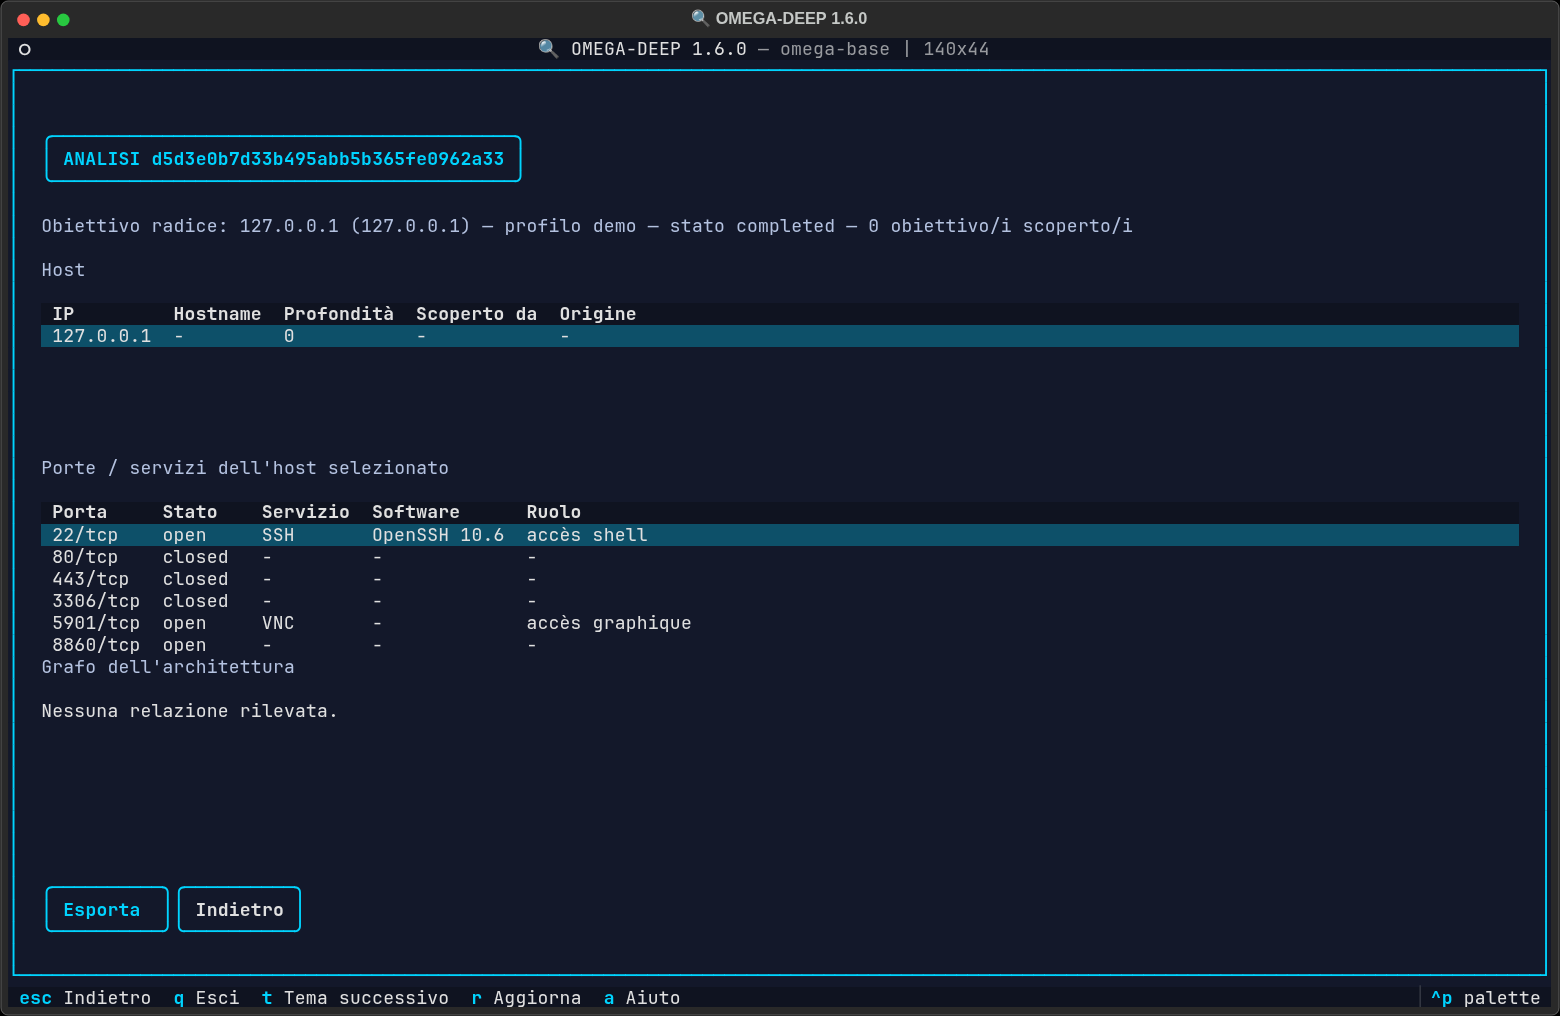 🔍 OMEGA-DEEP 1.6.0
🔍 OMEGA-DEEP 1.6.0 — omega-base | 140x44
ANALISI d5d3e0b7d33b495abb5b365fe0962a33
Obiettivo radice: 127.0.0.1 (127.0.0.1) — profilo demo — stato completed — 0 obiettivo/i scoperto/i
Host
IP Hostname Profondità Scoperto da Origine
127.0.0.1 - 0 - -
Porte / servizi dell'host selezionato
Porta Stato Servizio Software Ruolo
22/tcp open SSH OpenSSH 10.6 accès shell
80/tcp closed - - -
443/tcp closed - - -
3306/tcp closed - - -
5901/tcp open VNC - accès graphique
8860/tcp open - - -
Grafo dell'architettura
Nessuna relazione rilevata.
Esporta Indietro
esc Indietro q Esci t Tema successivo r Aggiorna a Aiuto ^p palette